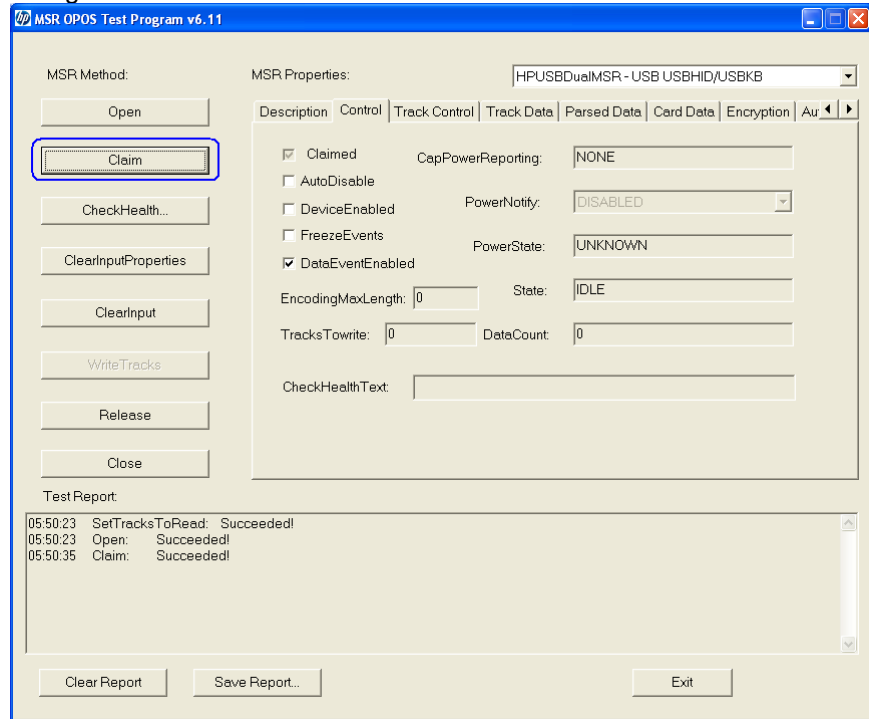 MSR OPOS Test Program v6.11
MSR Method:
MSR Properties:
HPUSBDualMSR - USB USBHID/USBKB
Open
Claim
CheckHealth...
ClearInputProperties
ClearInput
WriteTracks
Release
Close
Description Control Track Control Track Data Parsed Data Card Data Encryption Au
Claimed
CapPowerReporting: NONE
AutoDisable
DeviceEnabled
PowerNotify: DISABLED
FreezeEvents
PowerState: UNKNOWN
DataEventEnabled
EncodingMaxLength: 0
State: IDLE
TracksTowrite: 0
DataCount: 0
CheckHealthText:
Test Report:
05:50:23 SetTracksToRead: Succeeded!
05:50:23 Open: Succeeded!
05:50:35 Claim: Succeeded!
Clear Report
Save Report...
Exit